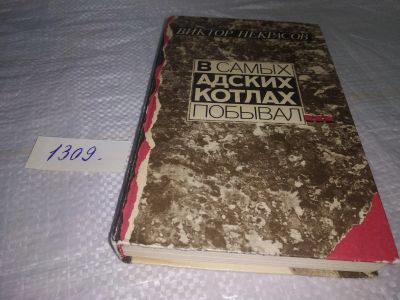 ВИКТОР НЕКРАСОВ
В САМЫХ
АДСКИХ
КОТЛАХ
ПОБЫВАЛ...
1309.